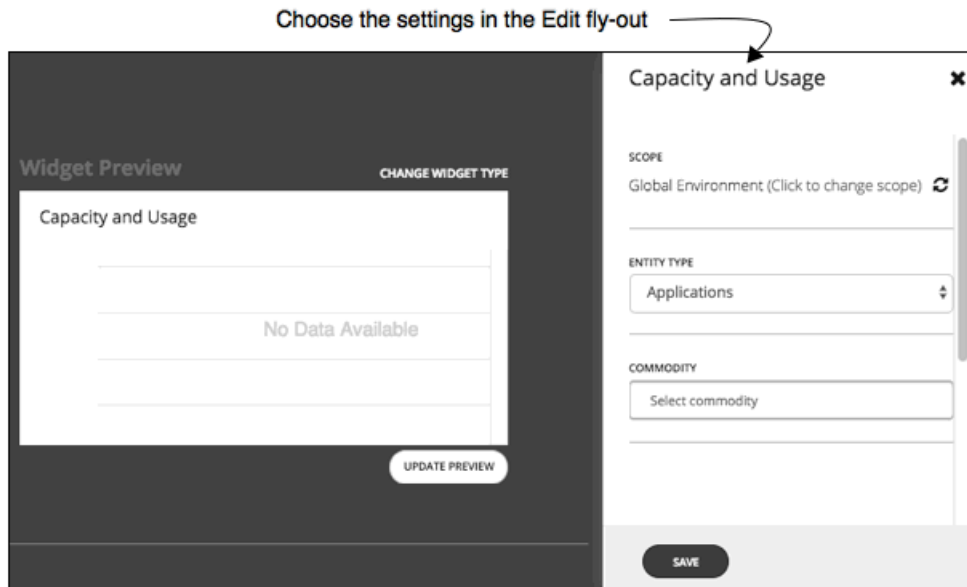 Choose the settings in the Edit fly-out
Widget Preview
CHANGE WIDGET TYPE
Capacity and Usage
No Data Available
UPDATE PREVIEW
Capacity and Usage
SCOPE
Global Environment (Click to change scope)
ENTITY TYPE
Applications
COMMODITY
Select commodity
SAVE